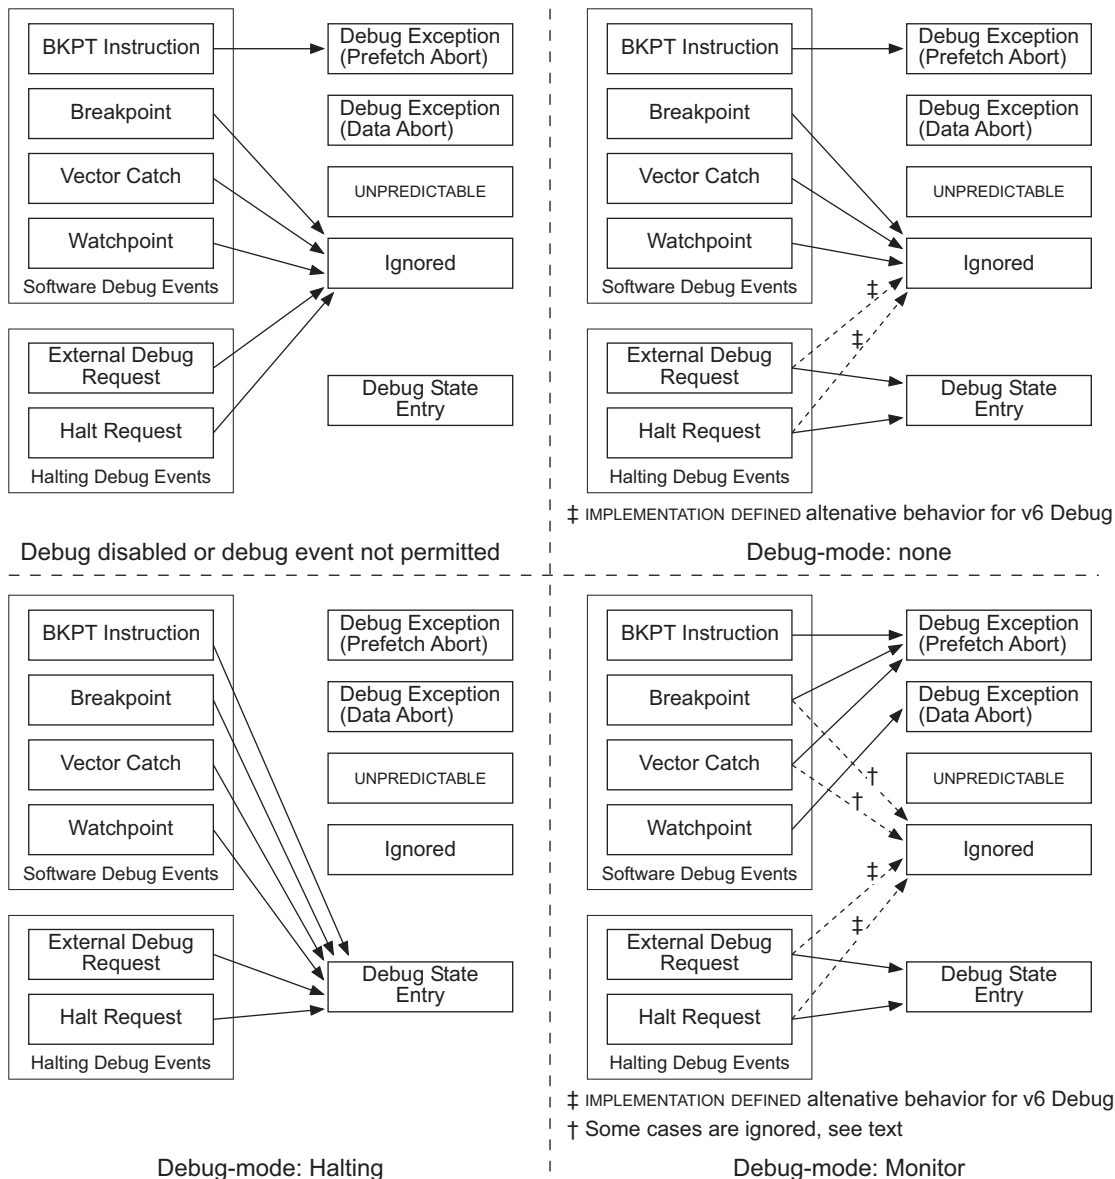 BKPT Instruction
Breakpoint
Vector Catch
Watchpoint
Software Debug Events
External Debug
Request
Halt Request
Halting Debug Events
Debug Exception
(Prefetch Abort)
Debug Exception
(Data Abort)
UNPREDICTABLE
Ignored
Debug State
Entry
Debug disabled or debug event not permitted
BKPT Instruction
Breakpoint
Vector Catch
Watchpoint
Software Debug Events
External Debug
Request
Halt Request
Halting Debug Events
Debug Exception
(Prefetch Abort)
Debug Exception
(Data Abort)
UNPREDICTABLE
Ignored
‡
‡
Debug State
Entry
‡ IMPLEMENTATION DEFINED altenative behavior for v6 Debug
Debug-mode: none
BKPT Instruction
Breakpoint
Vector Catch
Watchpoint
Software Debug Events
External Debug
Request
Halt Request
Halting Debug Events
Debug Exception
(Prefetch Abort)
Debug Exception
(Data Abort)
UNPREDICTABLE
Ignored
Debug State
Entry
Debug-mode: Halting
BKPT Instruction
Breakpoint
Vector Catch
Watchpoint
Software Debug Events
External Debug
Request
Halt Request
Halting Debug Events
Debug Exception
(Prefetch Abort)
Debug Exception
(Data Abort)
†
†
UNPREDICTABLE
Ignored
‡
‡
Debug State
Entry
‡ IMPLEMENTATION DEFINED altenative behavior for v6 Debug
† Some cases are ignored, see text
Debug-mode: Monitor